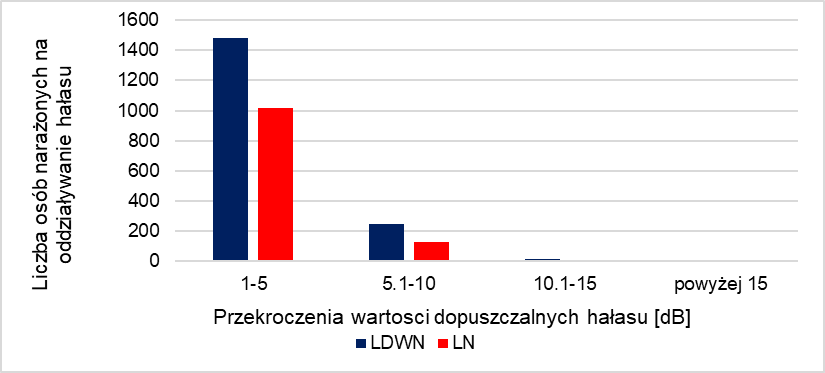 Liczba osób narażonych na
oddziaływanie hałasu
1600
1400
1200
1000
800
600
400
200
0
1-5 5.1-10 10.1-15 powyżej 15
Przekroczenia wartosci dopuszczalnych hałasu [dB]
LDWN LN